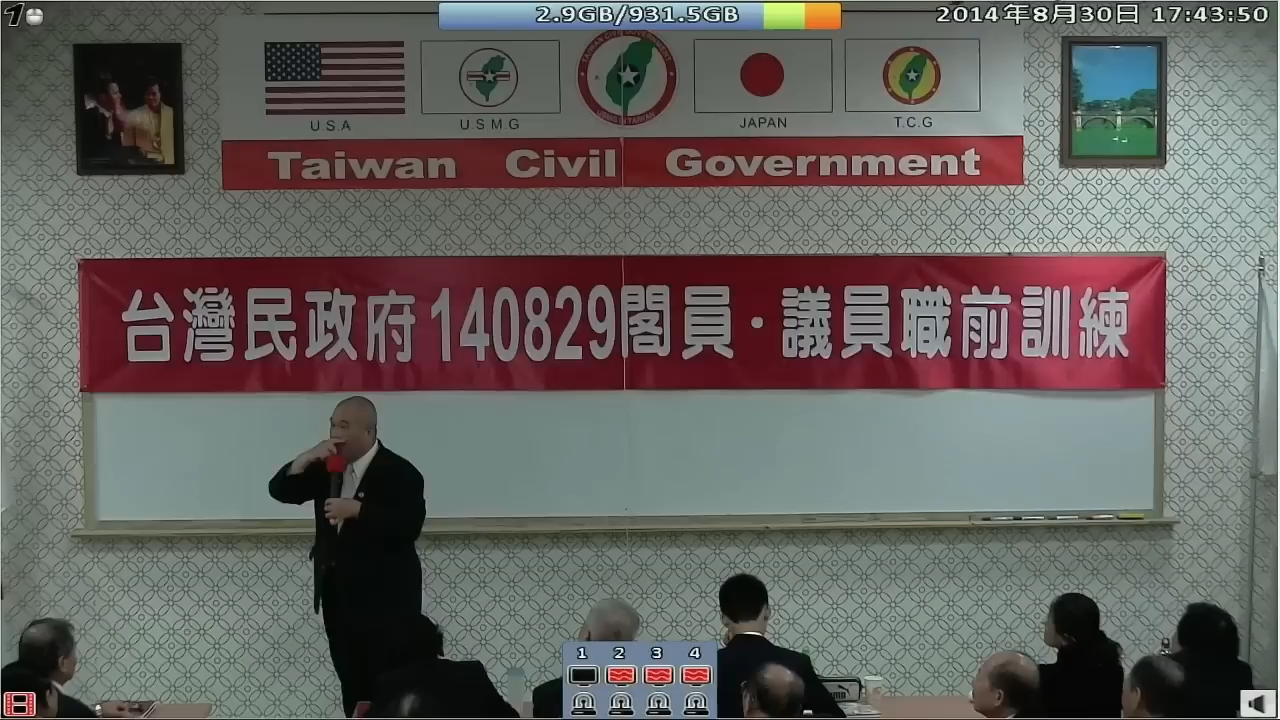 2.9GB/931.5GB
2014年8月30日 17:43:50
U.S.A
U.S.M.G
JAPAN
T.C.G
Taiwan Civil Government
台灣民政府140829閣員·議員職前訓練
1 2 3 4